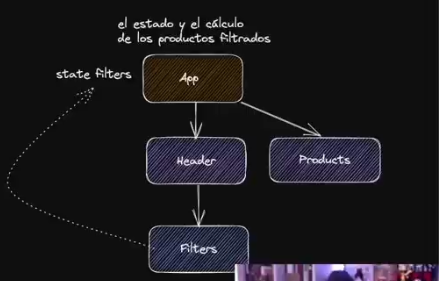 el estado y el cálculo
de los productos filtrados
state filters
App
Header
Products
Filters